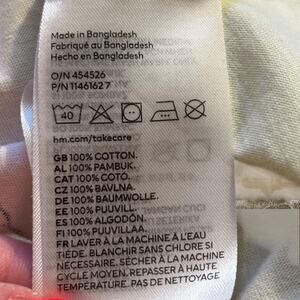 Made in Bangladesh
Fabriqué au Bangladesh
Hecho en Bangladesh
O/N 454526
P/N 11461627
40
hm.com/takecare
GB 100% COTTON.
AL 100% PAMBUK.
CAT 100% COTÓ.
CZ 100% BAVLNA.
DE 100% BAUMWOLLE.
EE 100% PUUVILL.
ES 100% ALGODÓN.
FI 100% PUUVILLAA.
FR LAVER À LA MACHINE À L'EAU
TIÈDE. BLANCHIR SANS CHLORE SI
NÉCESSAIRE. SÉCHER À LA MACHINE
CYCLE MOYEN. REPASSER À HAUTE
TEMPÉRATURE. PAS DE NETTOYAGE